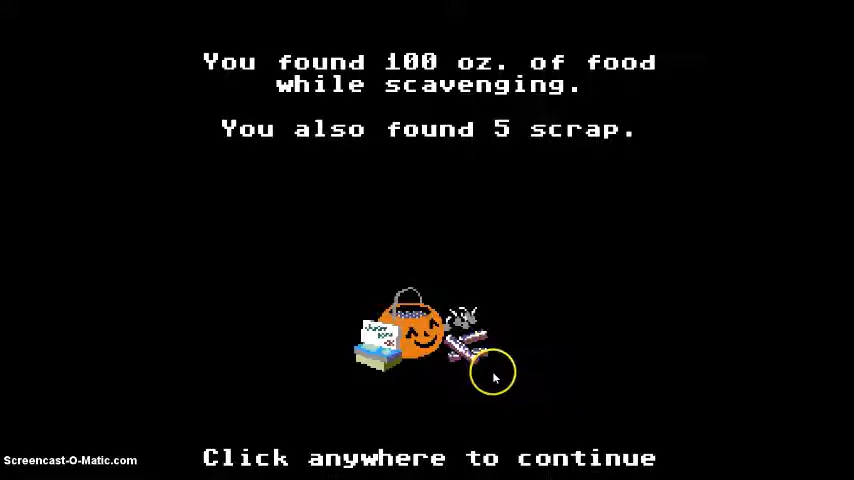 You found 100 oz. of food
while scavenging.
You also found 5 scrap.
Click anywhere to continue
Screencast-O-Matic.com